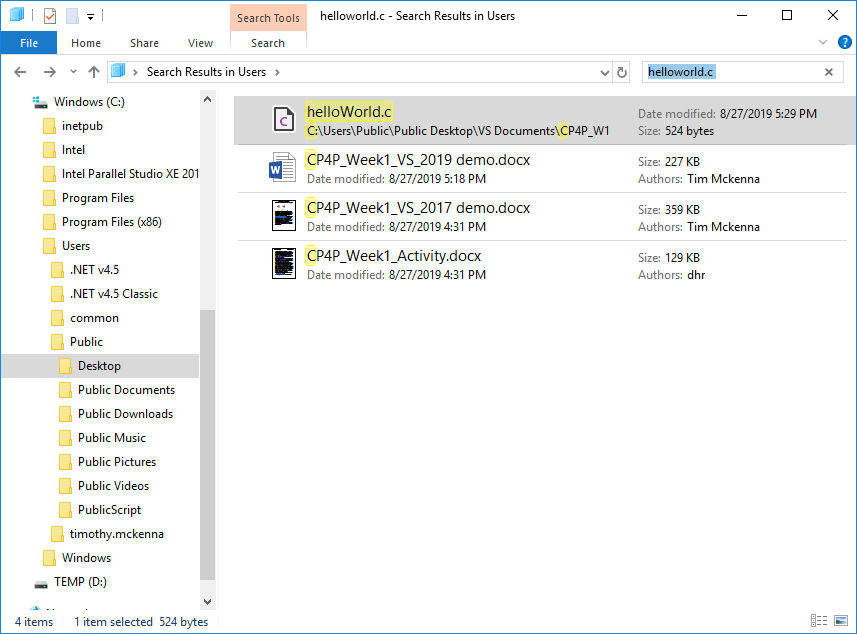 Search Tools
helloworld.c - Search Results in Users
File
Home
Share
View
Search
Search Results in Users
helloworld.c
Windows (C:)
inetpub
Intel
Intel Parallel Studio XE 201
Program Files
Program Files (x86)
Users
.NET v4.5
.NET v4.5 Classic
common
Public
Desktop
Public Documents
Public Downloads
Public Music
Public Pictures
Public Videos
PublicScript
timothy.mckenna
Windows
TEMP (D:)
helloWorld.c
C:\Users\Public\Public Desktop\VS Documents\CP4P_W1
Date modified: 8/27/2019 5:29 PM
Size: 524 bytes
CP4P_Week1_VS_2019 demo.docx
Date modified: 8/27/2019 5:18 PM
Size: 227 KB
Authors: Tim Mckenna
CP4P_Week1_VS_2017 demo.docx
Date modified: 8/27/2019 4:31 PM
Size: 359 KB
Authors: Tim Mckenna
CP4P_Week1_Activity.docx
Date modified: 8/27/2019 4:31 PM
Size: 129 KB
Authors: dhr
4 items
1 item selected 524 bytes